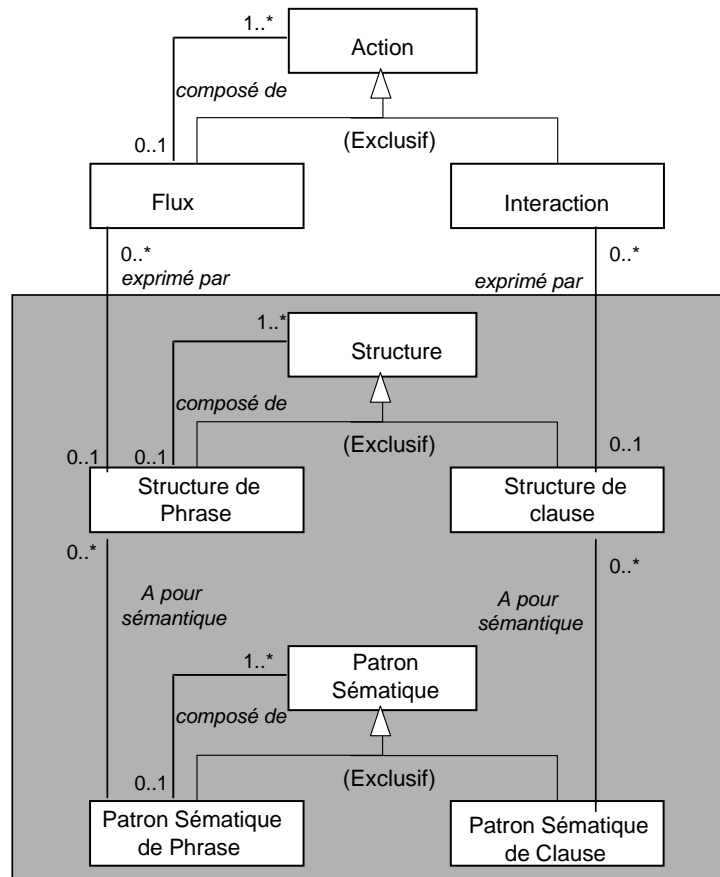 1..*
Action
composé de
0..1
(Exclusif)
Flux
Interaction
0..*
0..*
exprimé par
exprimé par
1..*
Structure
composé de
0..1
0..1
(Exclusif)
0..1
Structure de
Phrase
Structure de
clause
0..*
0..*
A pour
sémantique
A pour
sémantique
1..*
Patron
Sématique
composé de
0..1
(Exclusif)
Patron Sématique
de Phrase
Patron Sématique
de Clause